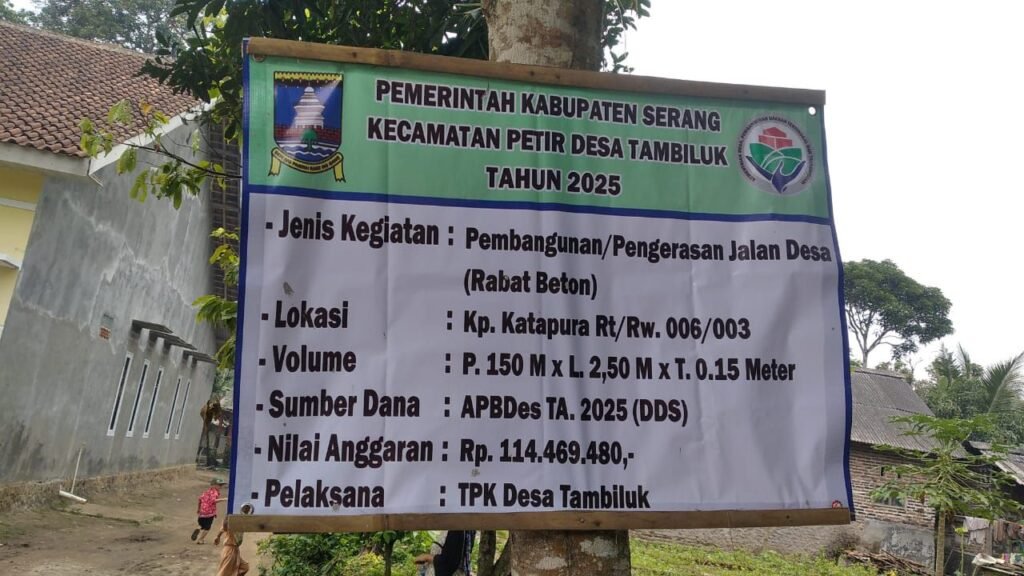 PEMERINTAH KABUPATEN SERANG
KECAMATAN PETIR DESA TAMBILUK
TAHUN 2025
- Jenis Kegiatan : Pembangunan/Pengerasan Jalan Desa
(Rabat Beton)
- Lokasi : Kp. Katapura Rt/Rw. 006/003
- Volume : P. 150 M x L. 2,50 M x T. 0.15 Meter
- Sumber Dana : APBDes TA. 2025 (DDS)
- Nilai Anggaran : Rp. 114.469.480,-
- Pelaksana : TPK Desa Tambiluk